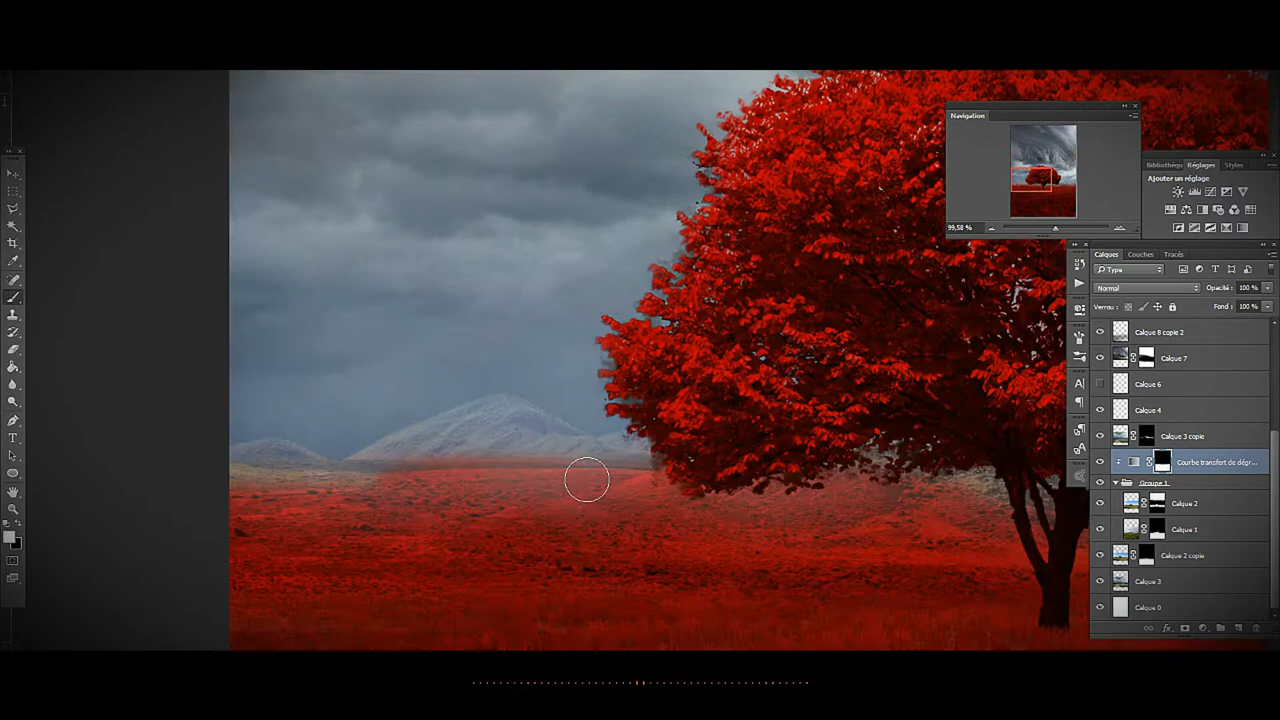 Navigation
99,58 %
Bibliothèqu Réglages Styles
Ajouter un réglage
Calques Couches Tracés
Type
Normal Opacité : 100 %
Verrou : Fond : 100 %
Calque 8 copie 2
Calque 7
Calque 6
Calque 4
Calque 3 copie
Courbe transfert de dégr...
Groupe 1
Calque 2
Calque 1
Calque 2 copie
Calque 3
Calque 0